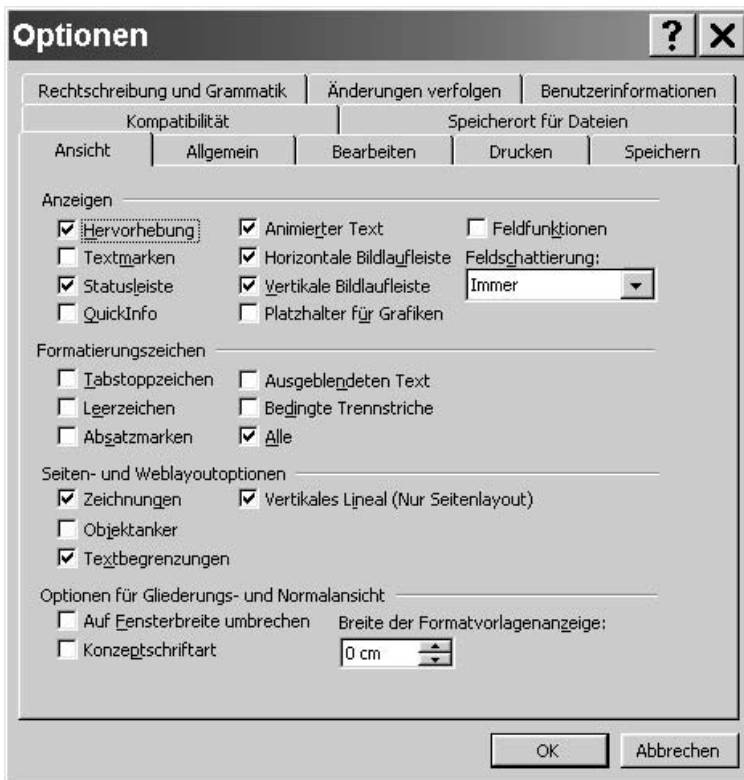 Optionen
Rechtschreibung und Grammatik Änderungen verfolgen Benutzerinformationen
Kompatibilität Speicherort für Dateien
Ansicht Allgemein Bearbeiten Drucken Speichern
Anzeigen
Hervorhebung Animierter Text Feldfunktionen
Textmarken Horizontale Bildlaufleiste Feldschattierung:
Statusleiste Vertikale Bildlaufleiste Immer
QuickInfo Platzhalter für Grafiken
Formatierungszeichen
Tabstoppzeichen Ausgeblendeten Text
Leerzeichen Bedingte Trennstriche
Absatzmarken Alle
Seiten- und Weblayoutoptionen
Zeichnungen Vertikales Lineal (Nur Seitenlayout)
Objektanker
Textbegrenzungen
Optionen für Gliederungs- und Normalansicht
Auf Fensterbreite umbrechen Breite der Formatvorlagenanzeige:
Konzeptschriftart 0 cm
OK Abbrechen